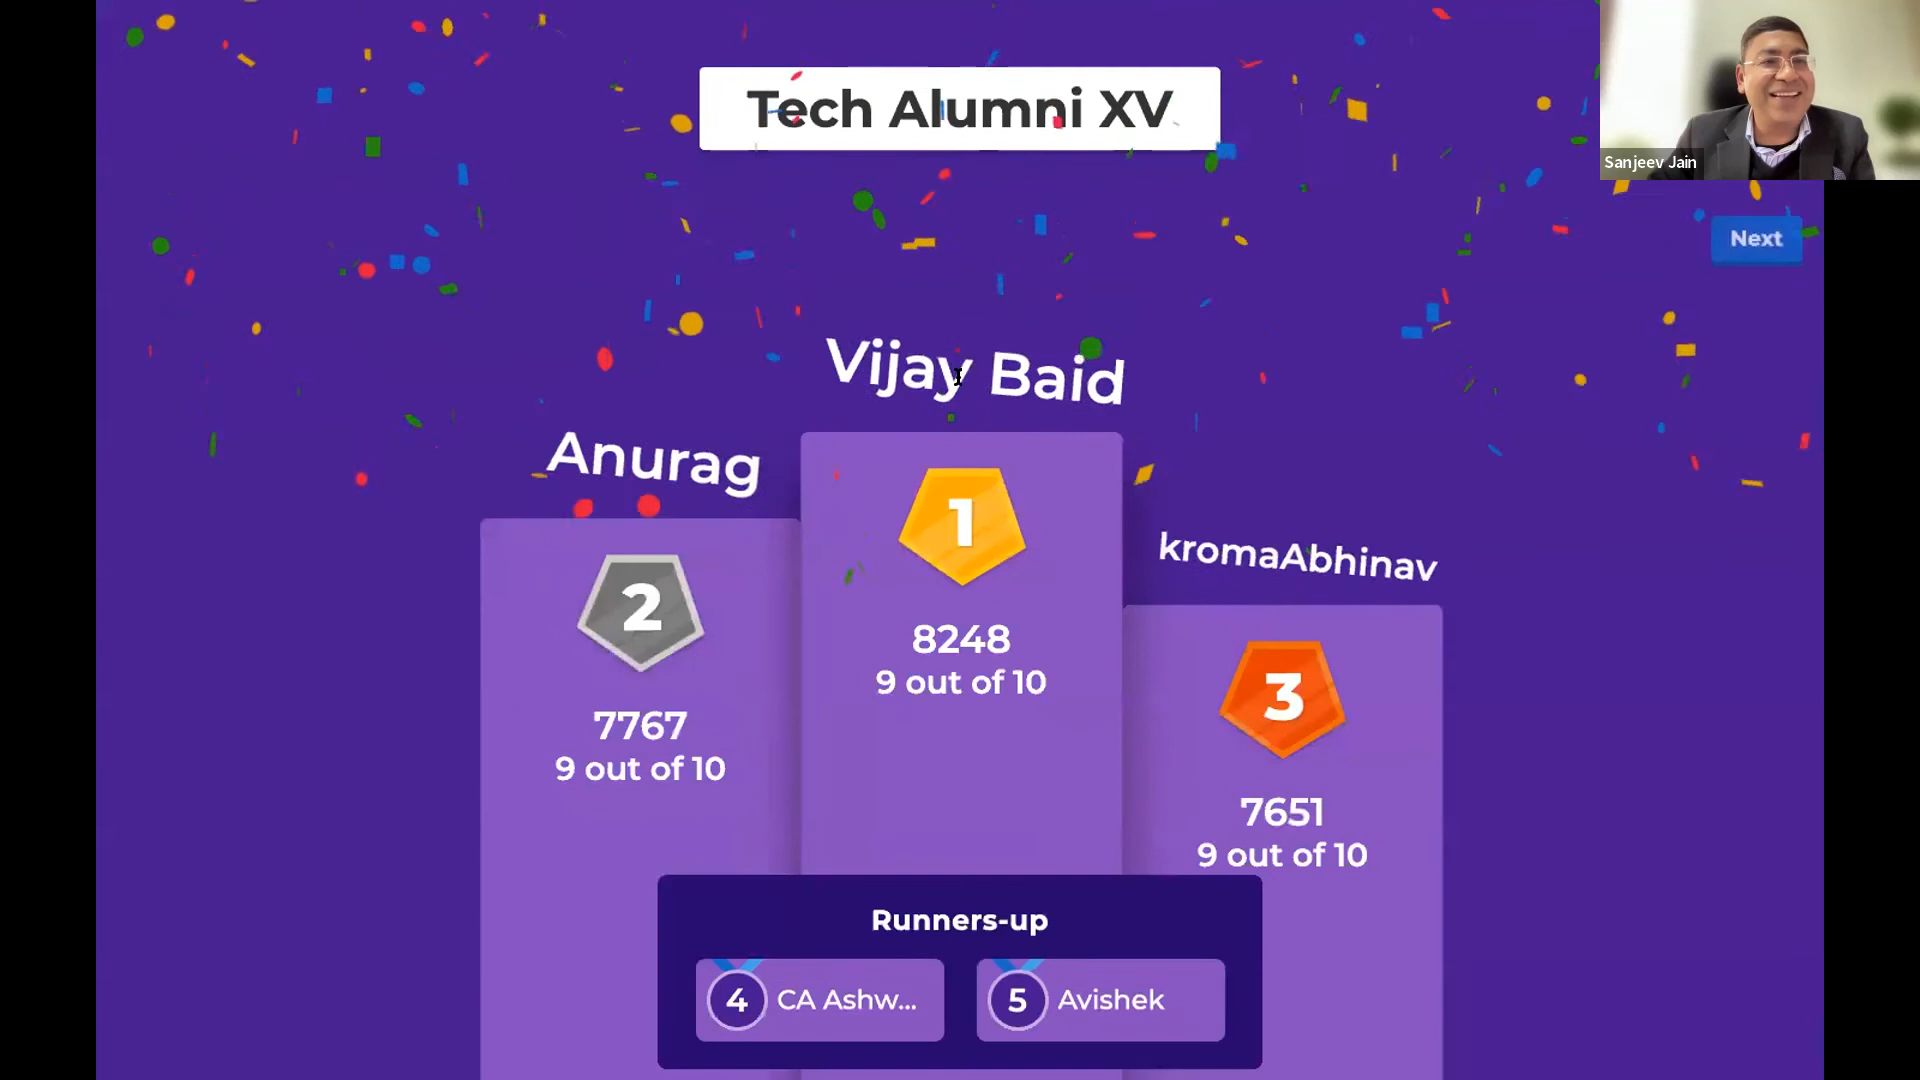 Tech Alumni XV
Sanjeev Jain
Next
Vijay Baid
Anurag
kromaAbhinav
1
8248
9 out of 10
2
7767
9 out of 10
3
7651
9 out of 10
Runners-up
4 CA Ashw...
5 Avishek